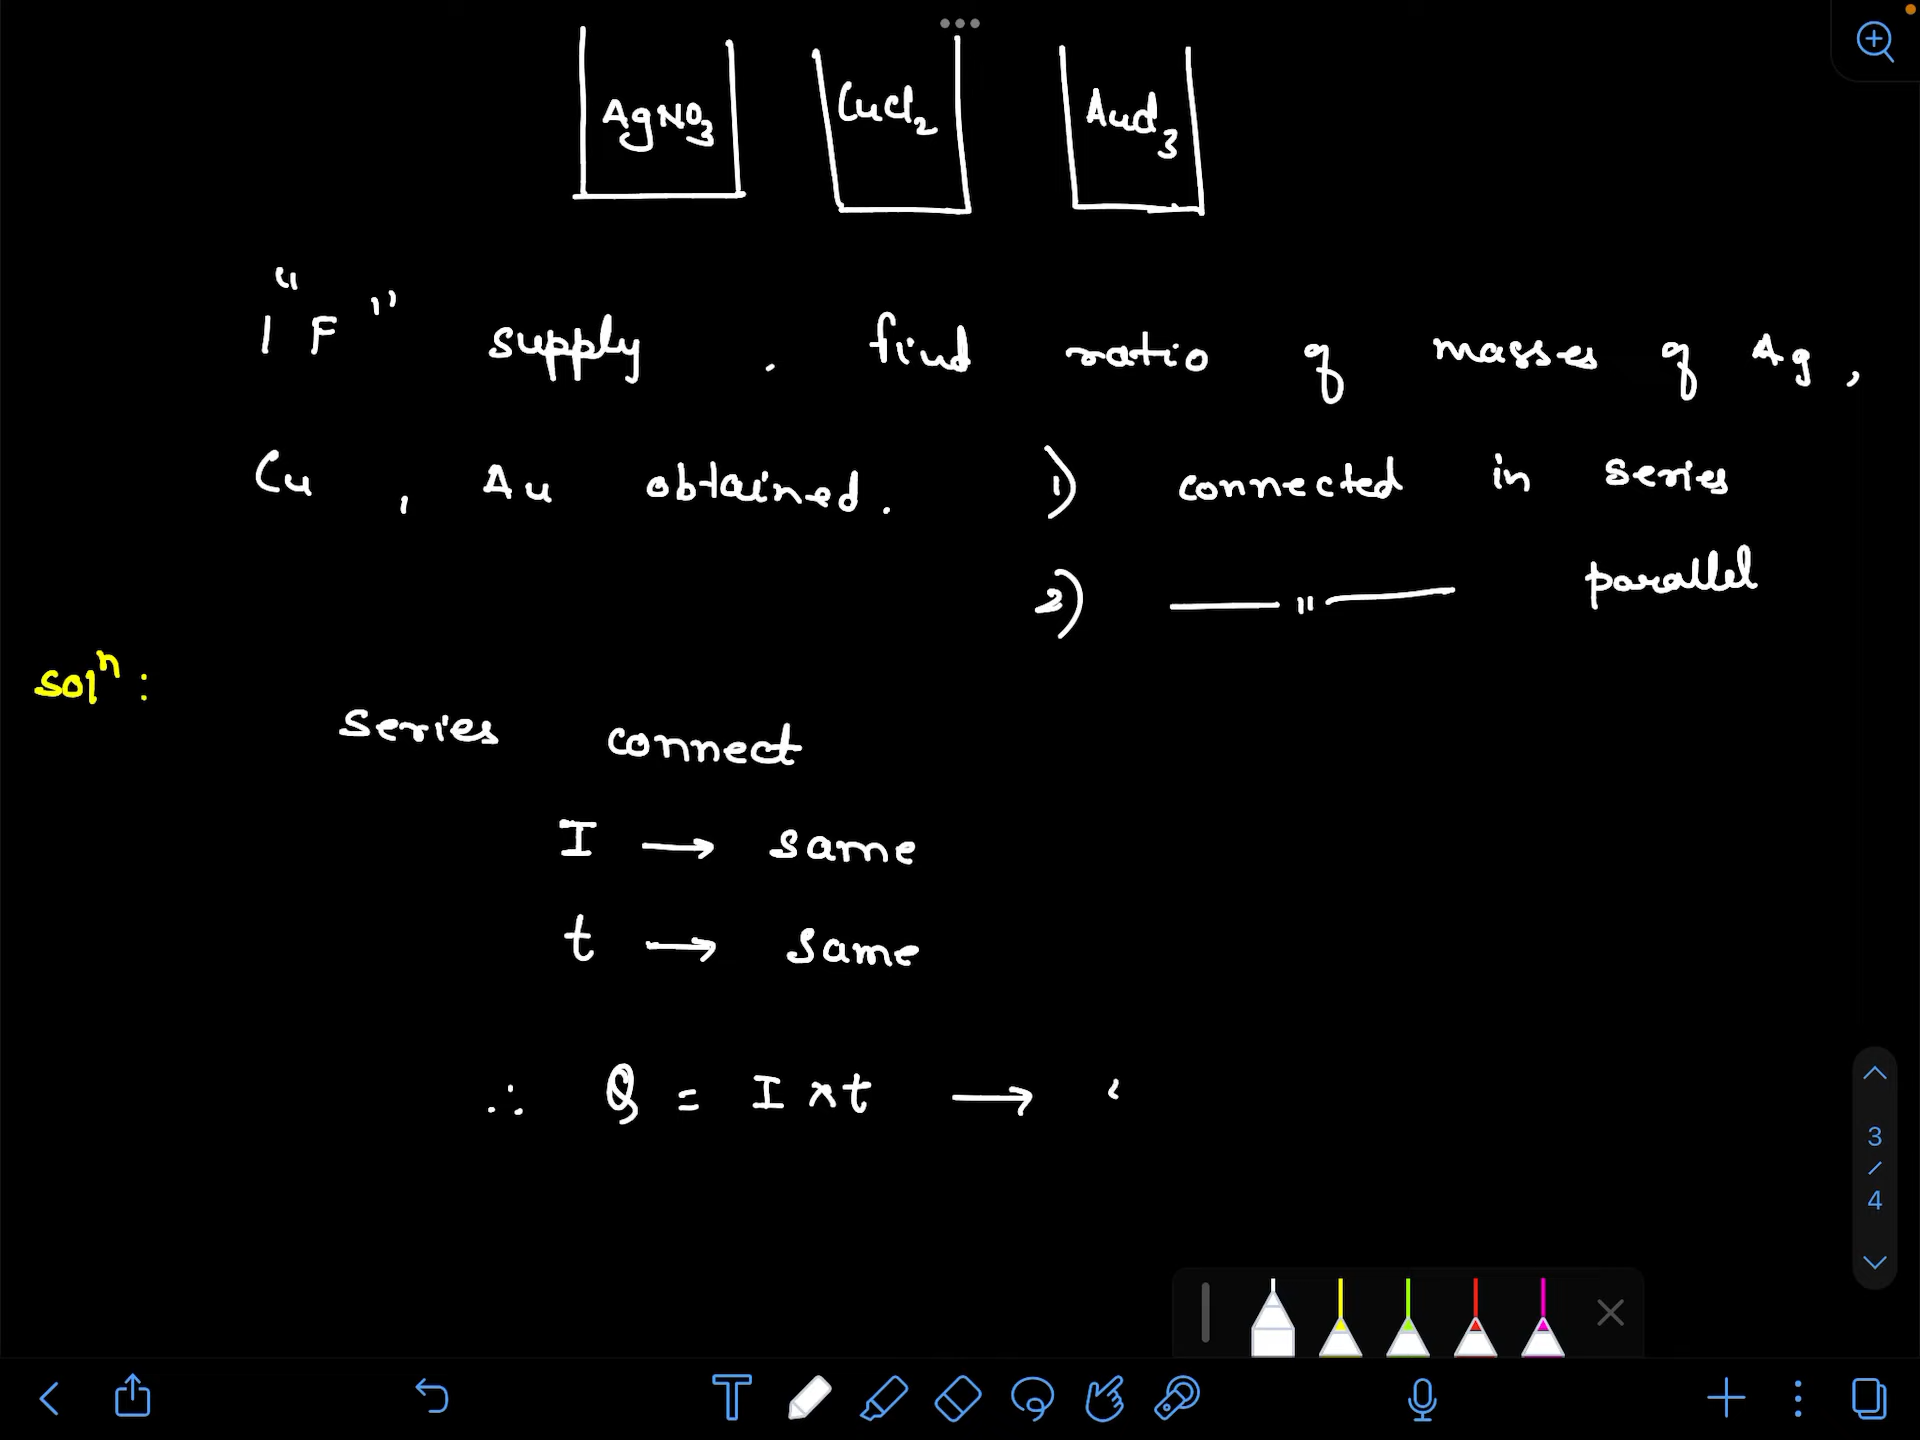 AgNO3 CuCl2 AuCl3
"1 F" supply . find ratio of masses of Ag,
Cu , Au obtained. 1) connected in series
2) —— " —— parallel
Solⁿ :
Series connect
I → same
t → same
∴ Q = I × t →
3
/
4